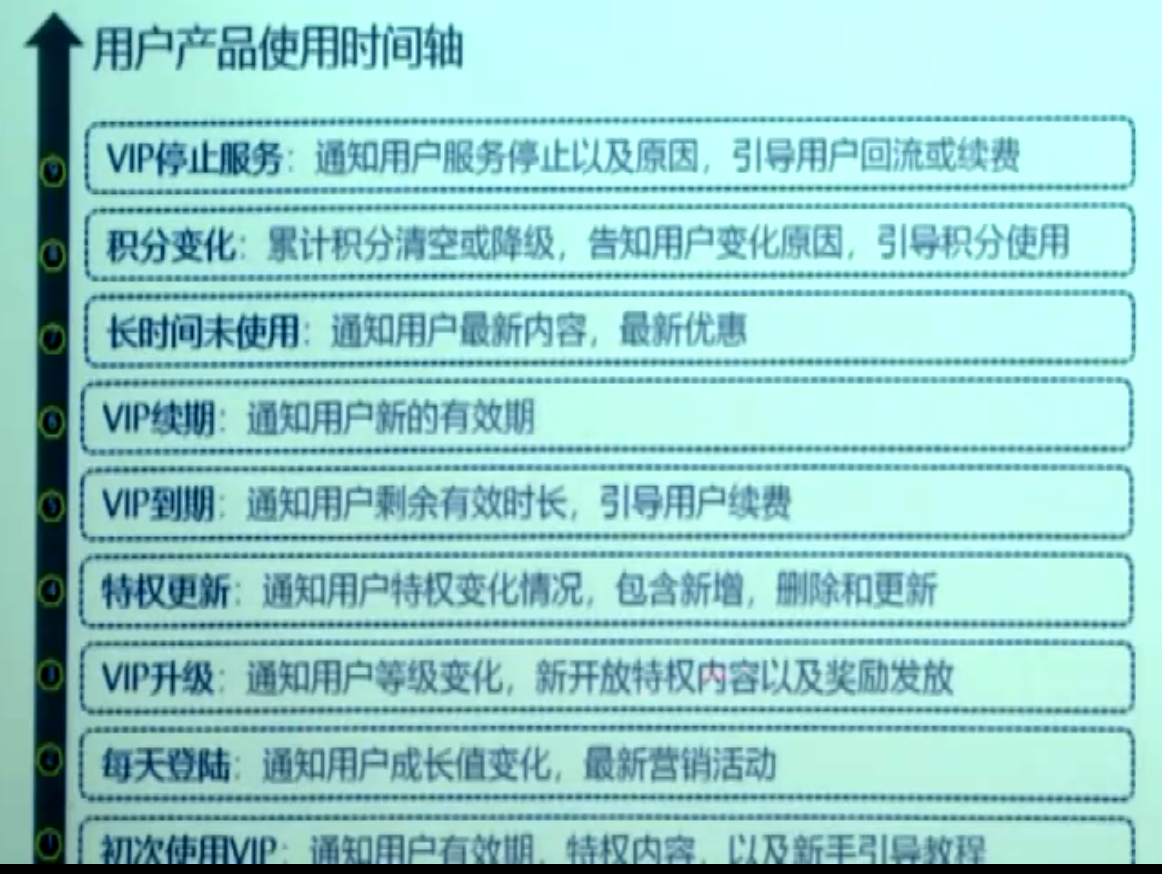 用户产品使用时间轴
9 VIP停止服务：通知用户服务停止以及原因，引导用户回流或续费
8 积分变化：累计积分清空或降级，告知用户变化原因，引导积分使用
7 长时间未使用：通知用户最新内容，最新优惠
6 VIP续期：通知用户新的有效期
5 VIP到期：通知用户剩余有效时长，引导用户续费
4 特权更新：通知用户特权变化情况，包含新增，删除和更新
3 VIP升级：通知用户等级变化，新开放特权内容以及奖励发放
2 每天登陆：通知用户成长值变化，最新营销活动
1 初次使用VIP：通知用户有效期，特权内容，以及新手引导教程